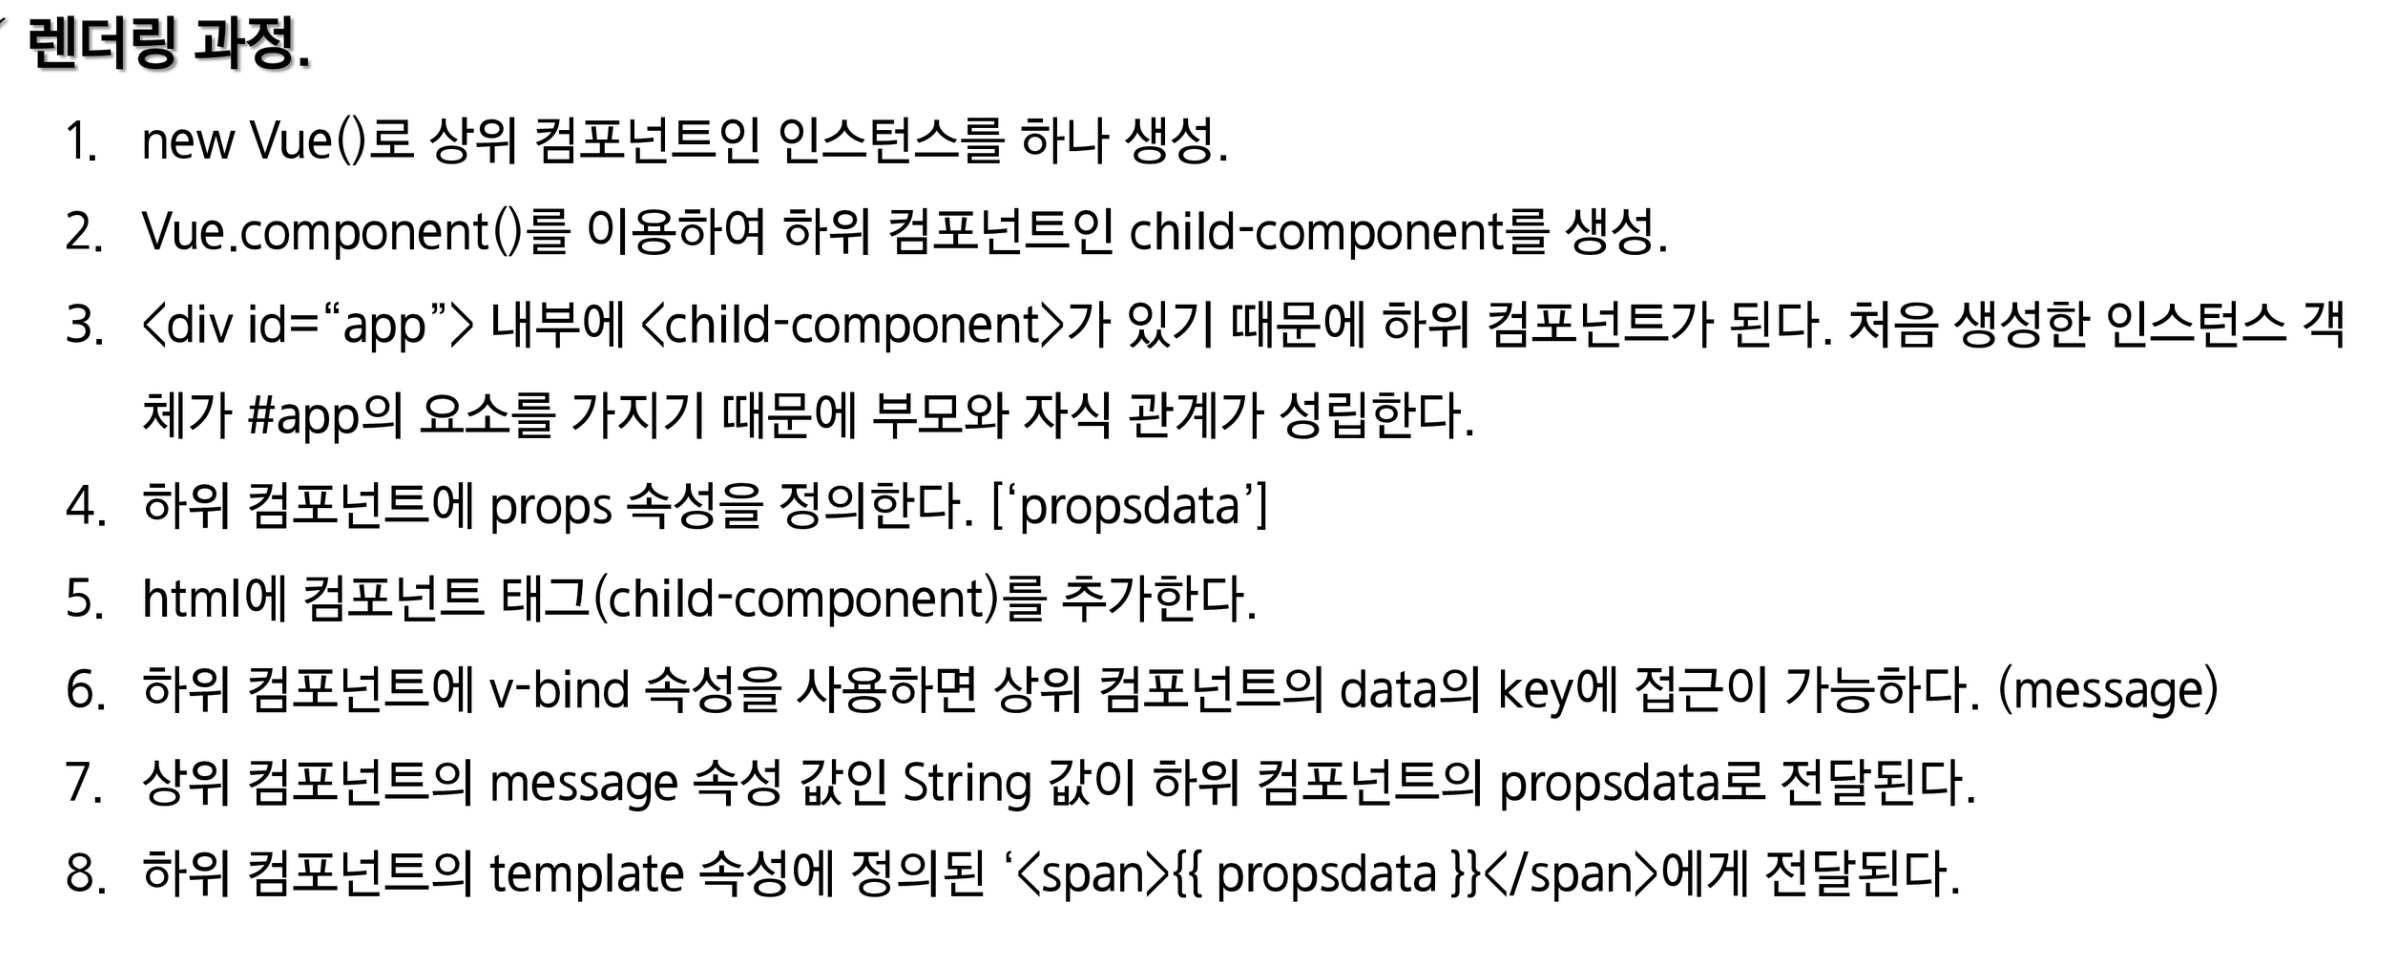 렌더링 과정.
1. new Vue()로 상위 컴포넌트인 인스턴스를 하나 생성.
2. Vue.component()를 이용하여 하위 컴포넌트인 child-component를 생성.
3. <div id=“app”> 내부에 <child-component>가 있기 때문에 하위 컴포넌트가 된다. 처음 생성한 인스턴스 객
체가 #app의 요소를 가지기 때문에 부모와 자식 관계가 성립한다.
4. 하위 컴포넌트에 props 속성을 정의한다. [‘propsdata’]
5. html에 컴포넌트 태그(child-component)를 추가한다.
6. 하위 컴포넌트에 v-bind 속성을 사용하면 상위 컴포넌트의 data의 key에 접근이 가능하다. (message)
7. 상위 컴포넌트의 message 속성 값인 String 값이 하위 컴포넌트의 propsdata로 전달된다.
8. 하위 컴포넌트의 template 속성에 정의된 ‘<span>{{ propsdata }}</span>에게 전달된다.